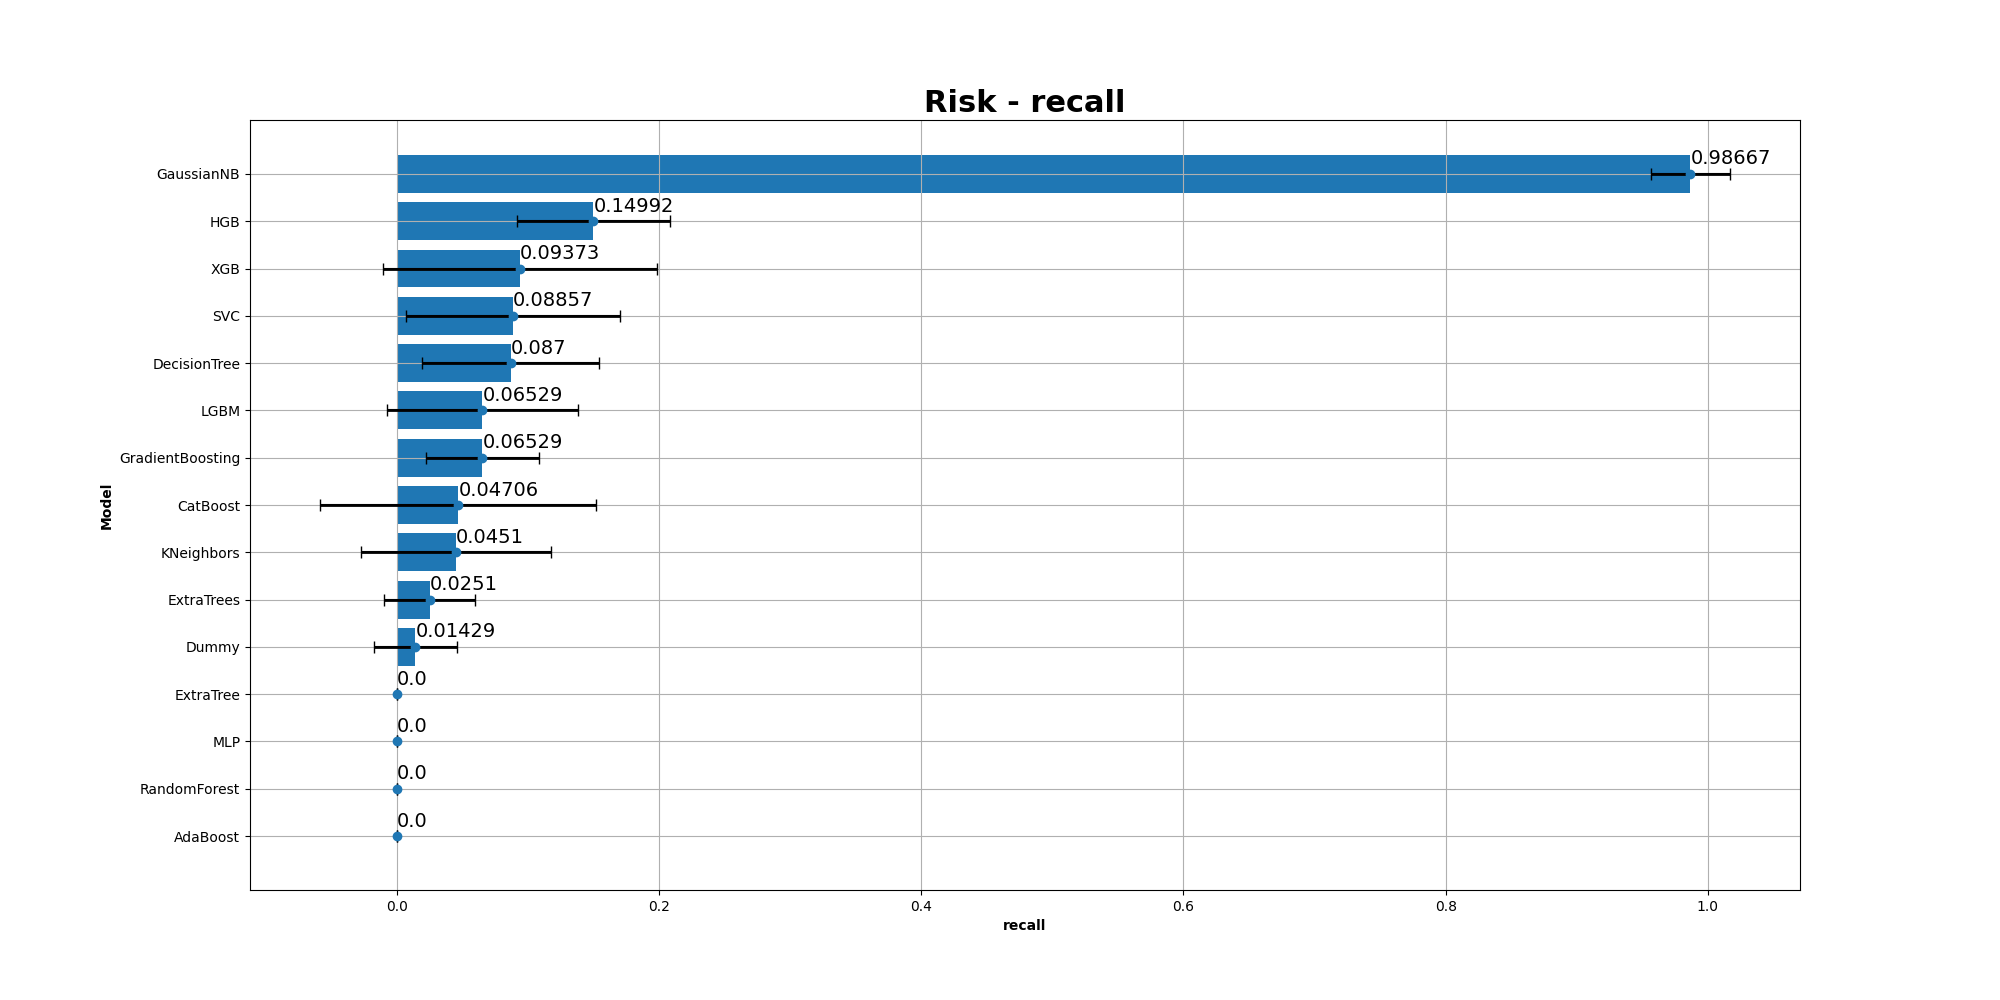 Risk - recall
GaussianNB 0.98667
HGB 0.14992
XGB 0.09373
SVC 0.08857
DecisionTree 0.087
LGBM 0.06529
GradientBoosting 0.06529
CatBoost 0.04706
KNeighbors 0.0451
ExtraTrees 0.0251
Dummy 0.01429
ExtraTree 0.0
MLP 0.0
RandomForest 0.0
AdaBoost 0.0
Model
0.0 0.2 0.4 0.6 0.8 1.0
recall